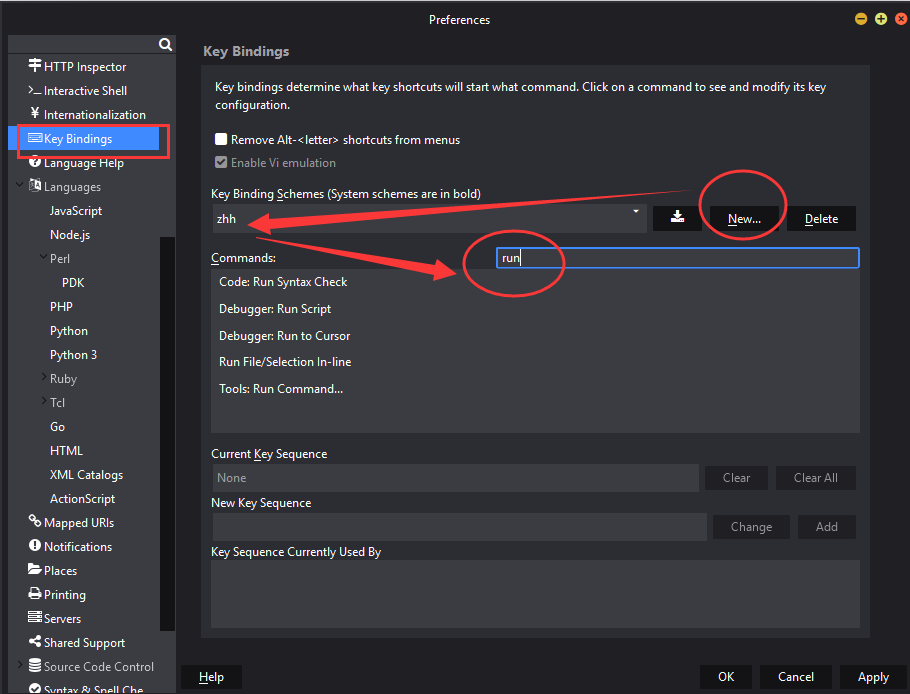 Preferences
HTTP Inspector
Interactive Shell
Internationalization
Key Bindings
Language Help
Languages
JavaScript
Node.js
Perl
PDK
PHP
Python
Python 3
Ruby
Tcl
Go
HTML
XML Catalogs
ActionScript
Mapped URIs
Notifications
Places
Printing
Servers
Shared Support
Source Code Control
Syntax & Spell Che
Key Bindings
Key bindings determine what key shortcuts will start what command. Click on a command to see and modify its key
configuration.
Remove Alt-<letter> shortcuts from menus
Enable Vi emulation
Key Binding Schemes (System schemes are in bold)
zhh
New...
Delete
Commands:
run
Code: Run Syntax Check
Debugger: Run Script
Debugger: Run to Cursor
Run File/Selection In-line
Tools: Run Command...
Current Key Sequence
None
Clear
Clear All
New Key Sequence
Change
Add
Key Sequence Currently Used By
Help
OK
Cancel
Apply